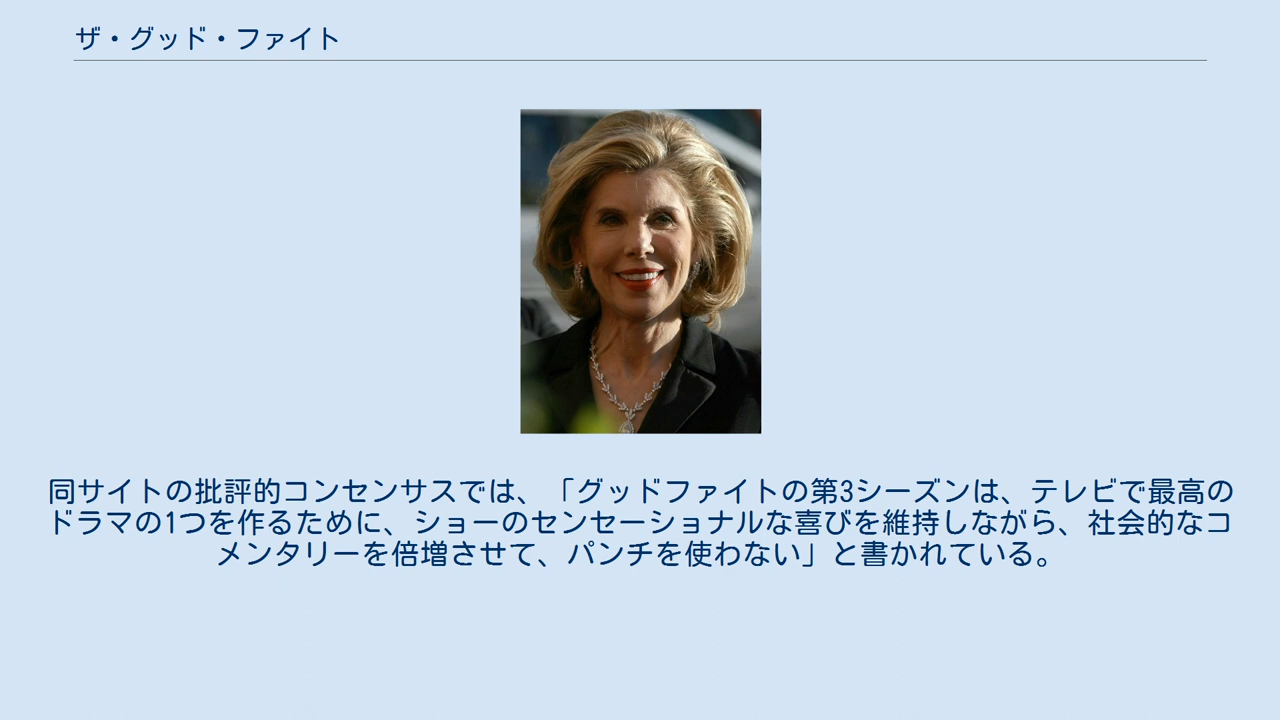 ザ・グッド・ファイト
同サイトの批評的コンセンサスでは、「グッドファイトの第3シーズンは、テレビで最高の
ドラマの1つを作るために、ショーのセンセーショナルな喜びを維持しながら、社会的なコ
メンタリーを倍増させて、パンチを使わない」と書かれている。